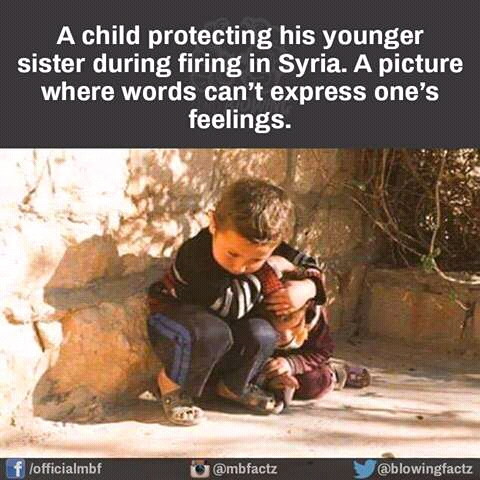 A child protecting his younger
sister during firing in Syria. A picture
where words can't express one's
feelings.
/officialmbf @mbfactz @blowingfactz